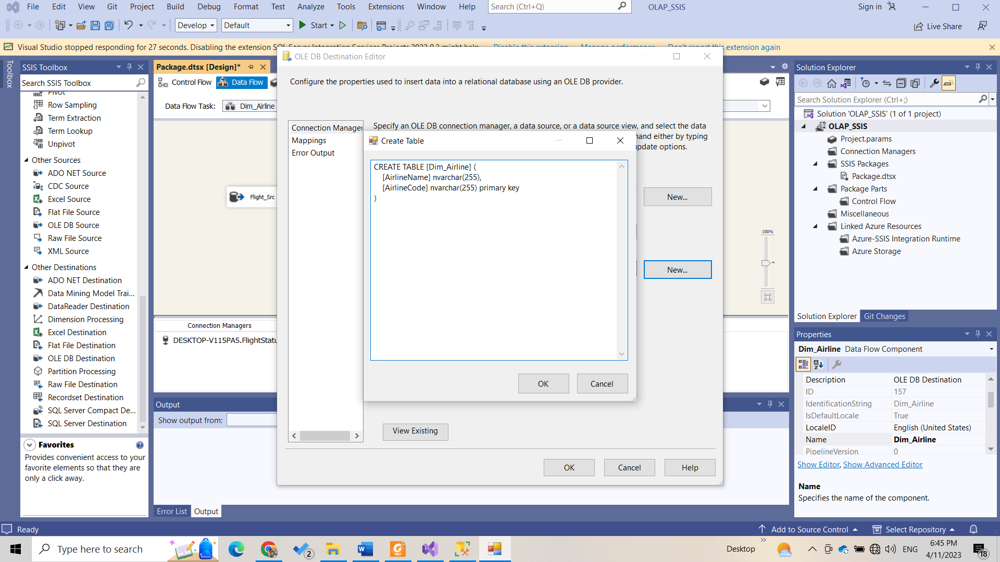 File Edit View Git Project Build Debug Format Test Analyze Tools Extensions Window Help Search (Ctrl+Q) OLAP_SSIS Sign in
Develop Default Start Live Share
Visual Studio stopped responding for 27 seconds. Disabling the extension SQL Server Integration Services Projects 2022 0.3 might help. Disable this extension Manage performance Don't report this extension again
Toolbox
SSIS Toolbox
Search SSIS Toolbox
Pivot
Row Sampling
Term Extraction
Term Lookup
Unpivot
Other Sources
ADO NET Source
CDC Source
Excel Source
Flat File Source
OLE DB Source
Raw File Source
XML Source
Other Destinations
ADO NET Destination
Data Mining Model Trai...
DataReader Destination
Dimension Processing
Excel Destination
Flat File Destination
OLE DB Destination
Partition Processing
Raw File Destination
Recordset Destination
SQL Server Compact De...
SQL Server Destination
Favorites
Provides convenient access to your
favorite elements so that they are
only a click away.
Package.dtsx [Design]*
Control Flow Data Flow
Data Flow Task: Dim_Airline
Flight_Src
100%
Connection Managers
DESKTOP-V115PA5.FlightStatu
Output
Show output from:
Error List Output
OLE DB Destination Editor
Configure the properties used to insert data into a relational database using an OLE DB provider.
Connection Manager
Mappings
Error Output
Specify an OLE DB connection manager, a data source, or a data source view, and select the data
mand either by typing
update options.
New...
New...
View Existing
OK Cancel Help
Create Table
CREATE TABLE [Dim_Airline] (
[AirlineName] nvarchar(255),
[AirlineCode] nvarchar(255) primary key
)
OK Cancel
Solution Explorer
Search Solution Explorer (Ctrl+;)
Solution 'OLAP_SSIS' (1 of 1 project)
OLAP_SSIS
Project.params
Connection Managers
SSIS Packages
Package.dtsx
Package Parts
Control Flow
Miscellaneous
Linked Azure Resources
Azure-SSIS Integration Runtime
Azure Storage
Solution Explorer Git Changes
Properties
Dim_Airline Data Flow Component
Description OLE DB Destination
ID 157
IdentificationString Dim_Airline
IsDefaultLocale True
LocaleID English (United States)
Name Dim_Airline
PipelineVersion 0
Show Editor, Show Advanced Editor
Name
Specifies the name of the component.
Ready Add to Source Control Select Repository
Type here to search 2 Desktop ENG 6:45 PM
4/11/2023 18